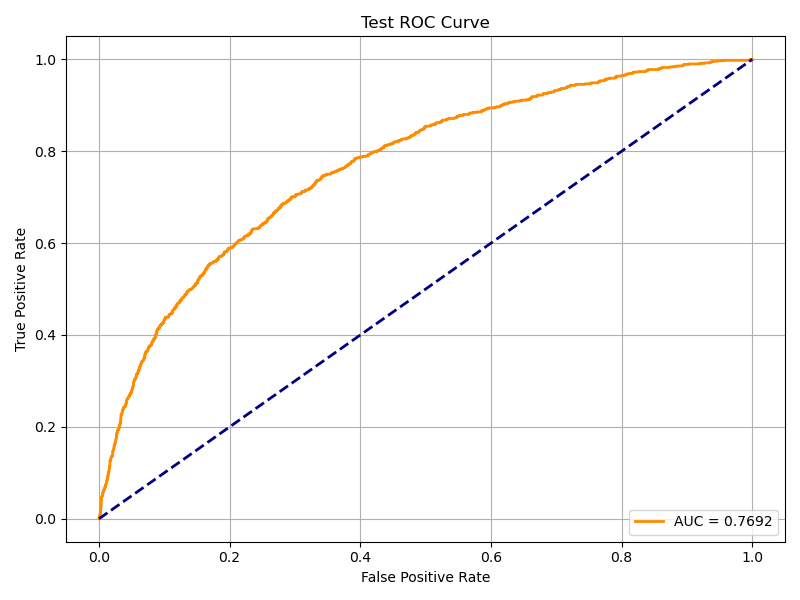 Test ROC Curve
True Positive Rate
1.0
0.8
0.6
0.4
0.2
0.0
0.0 0.2 0.4 0.6 0.8 1.0
False Positive Rate
AUC = 0.7692